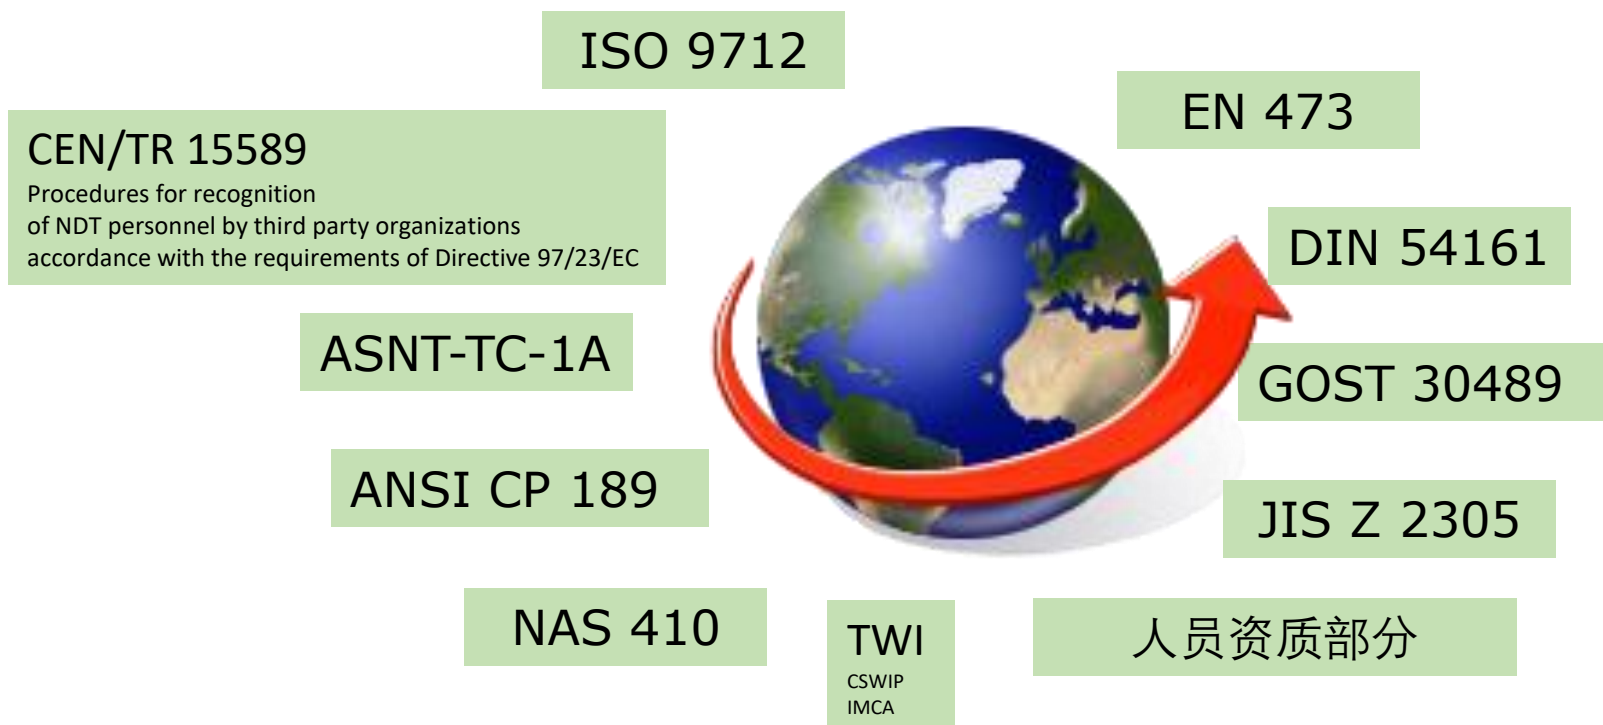 ISO 9712
EN 473
CEN/TR 15589
Procedures for recognition
of NDT personnel by third party organizations
accordance with the requirements of Directive 97/23/EC
DIN 54161
ASNT-TC-1A
GOST 30489
ANSI CP 189
JIS Z 2305
NAS 410
TWI
CSWIP
IMCA
人员资质部分